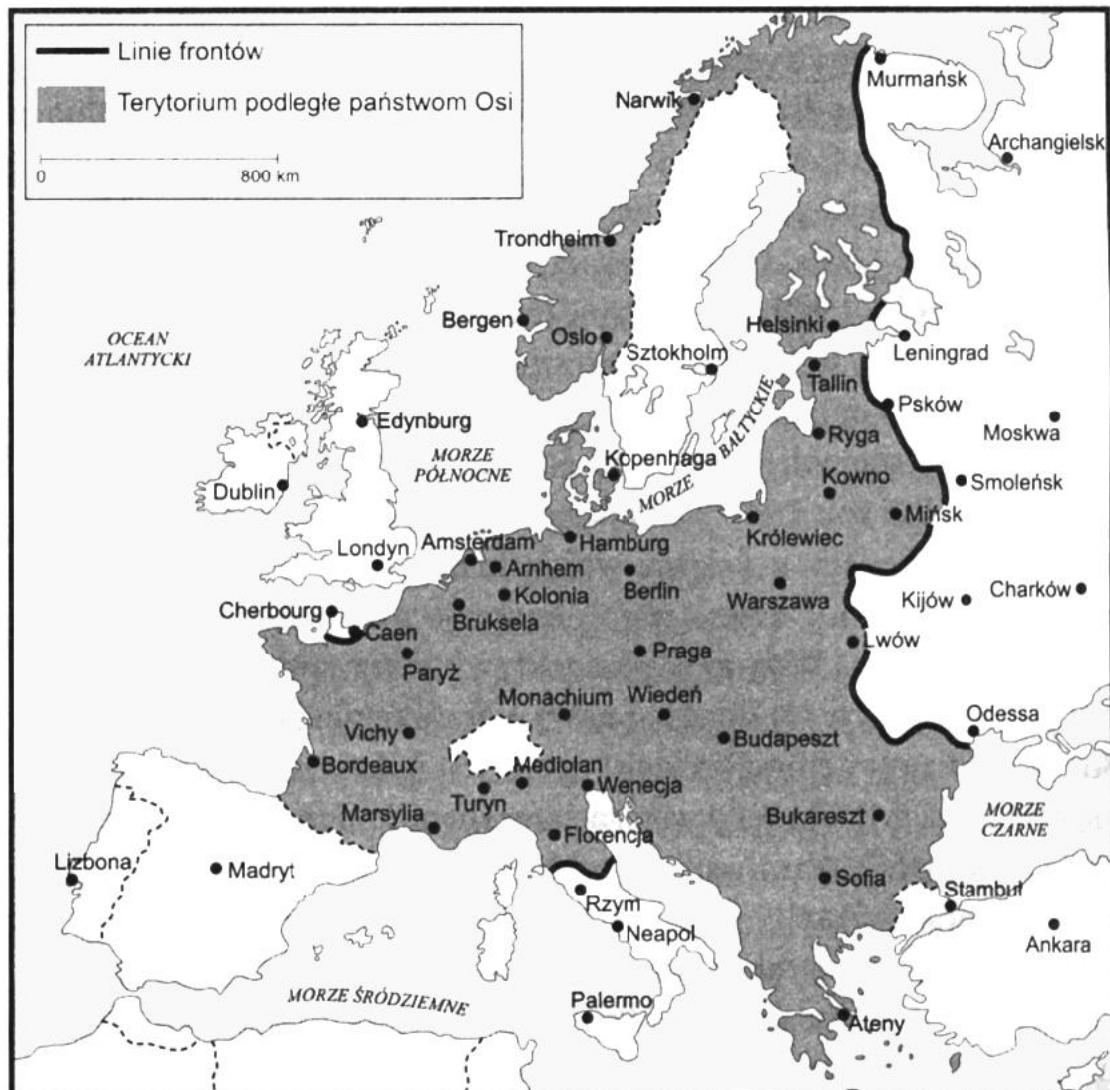 Linie frontów
Terytorium podległe państwom Osi
0 800 km
Murmańsk
Narwik
Archangielsk
Trondheim
Bergen
Oslo
Helsinki
Leningrad
OCEAN
ATLANTYCKI
Sztokholm
Tallin
Psków
Edynburg
MORZE
PÓŁNOCNE
Kopenhaga
MORZE BAŁTYCKIE
Ryga
Moskwa
Dublin
Kowno
Smoleńsk
Mińsk
Londyn
Amsterdam
Hamburg
Królewiec
Arnhem
Berlin
Warszawa
Kijów
Charków
Cherbourg
Kolonia
Bruksela
Caen
Lwów
Paryż
Praga
Monachium
Wiedeń
Odessa
Vichy
Budapeszt
Bordeaux
Mediolan
Wenecja
Turyn
Marsylia
Florencja
Bukareszt
MORZE
CZARNE
Lizbona
Madryt
Rzym
Sofia
Stambuł
Neapol
Ankara
MORZE ŚRÓDZIEMNE
Palermo
Ateny